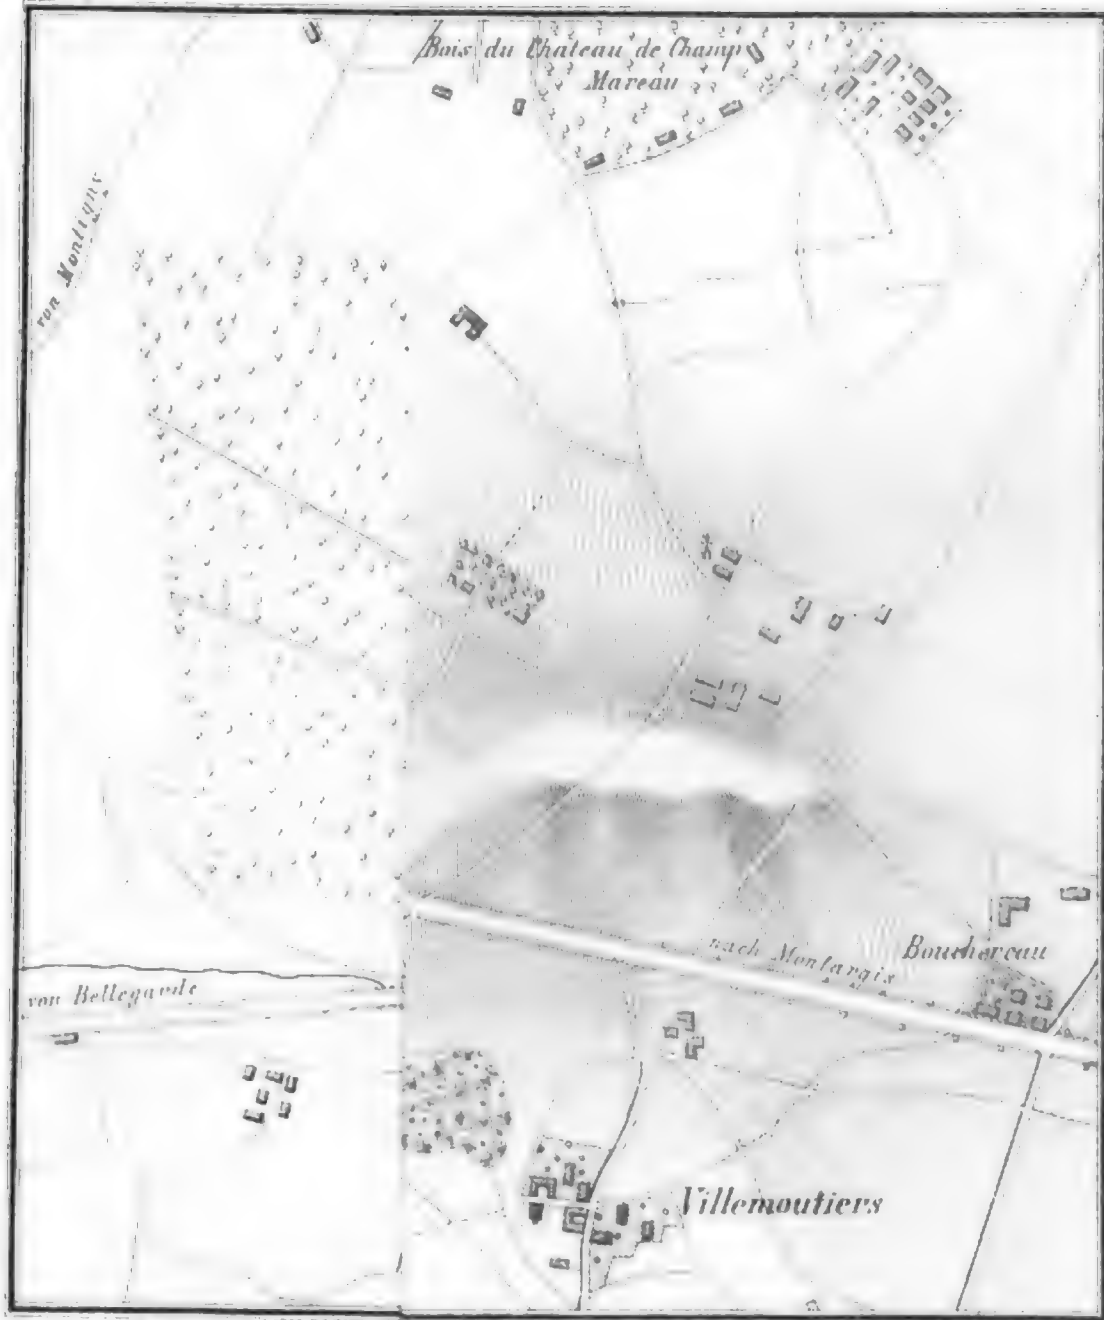 Bois du Chateau de Champ
Mareau
von Montigny
nach Montargis
Bouchereau
von Bellegarde
Villemoutiers